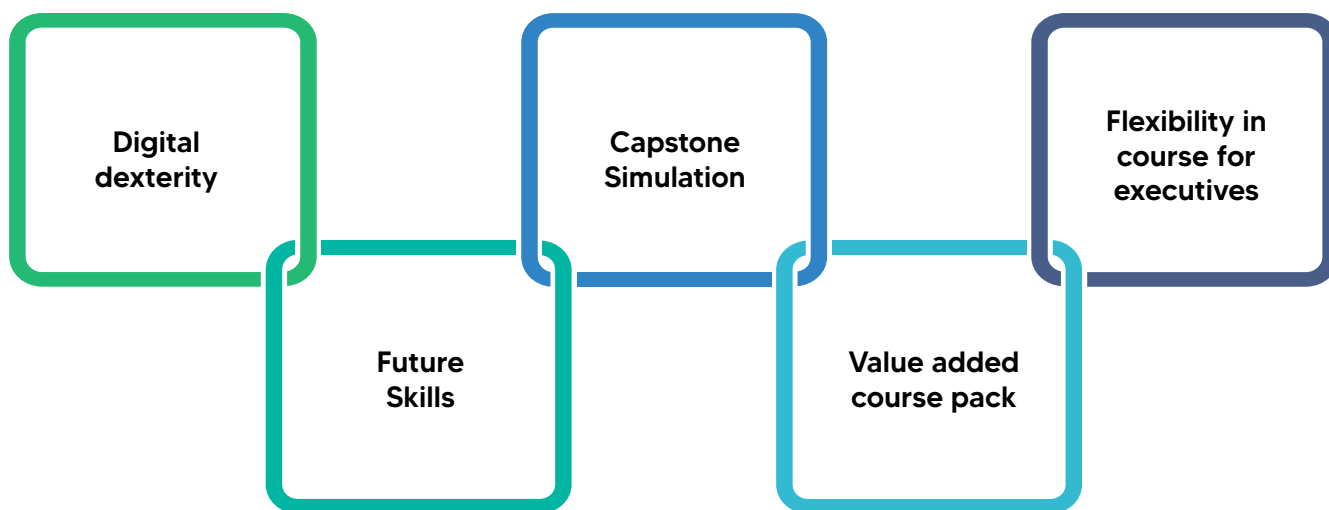 Digital
dexterity
Future
Skills
Capstone
Simulation
Value added
course pack
Flexibility in
course for
executives